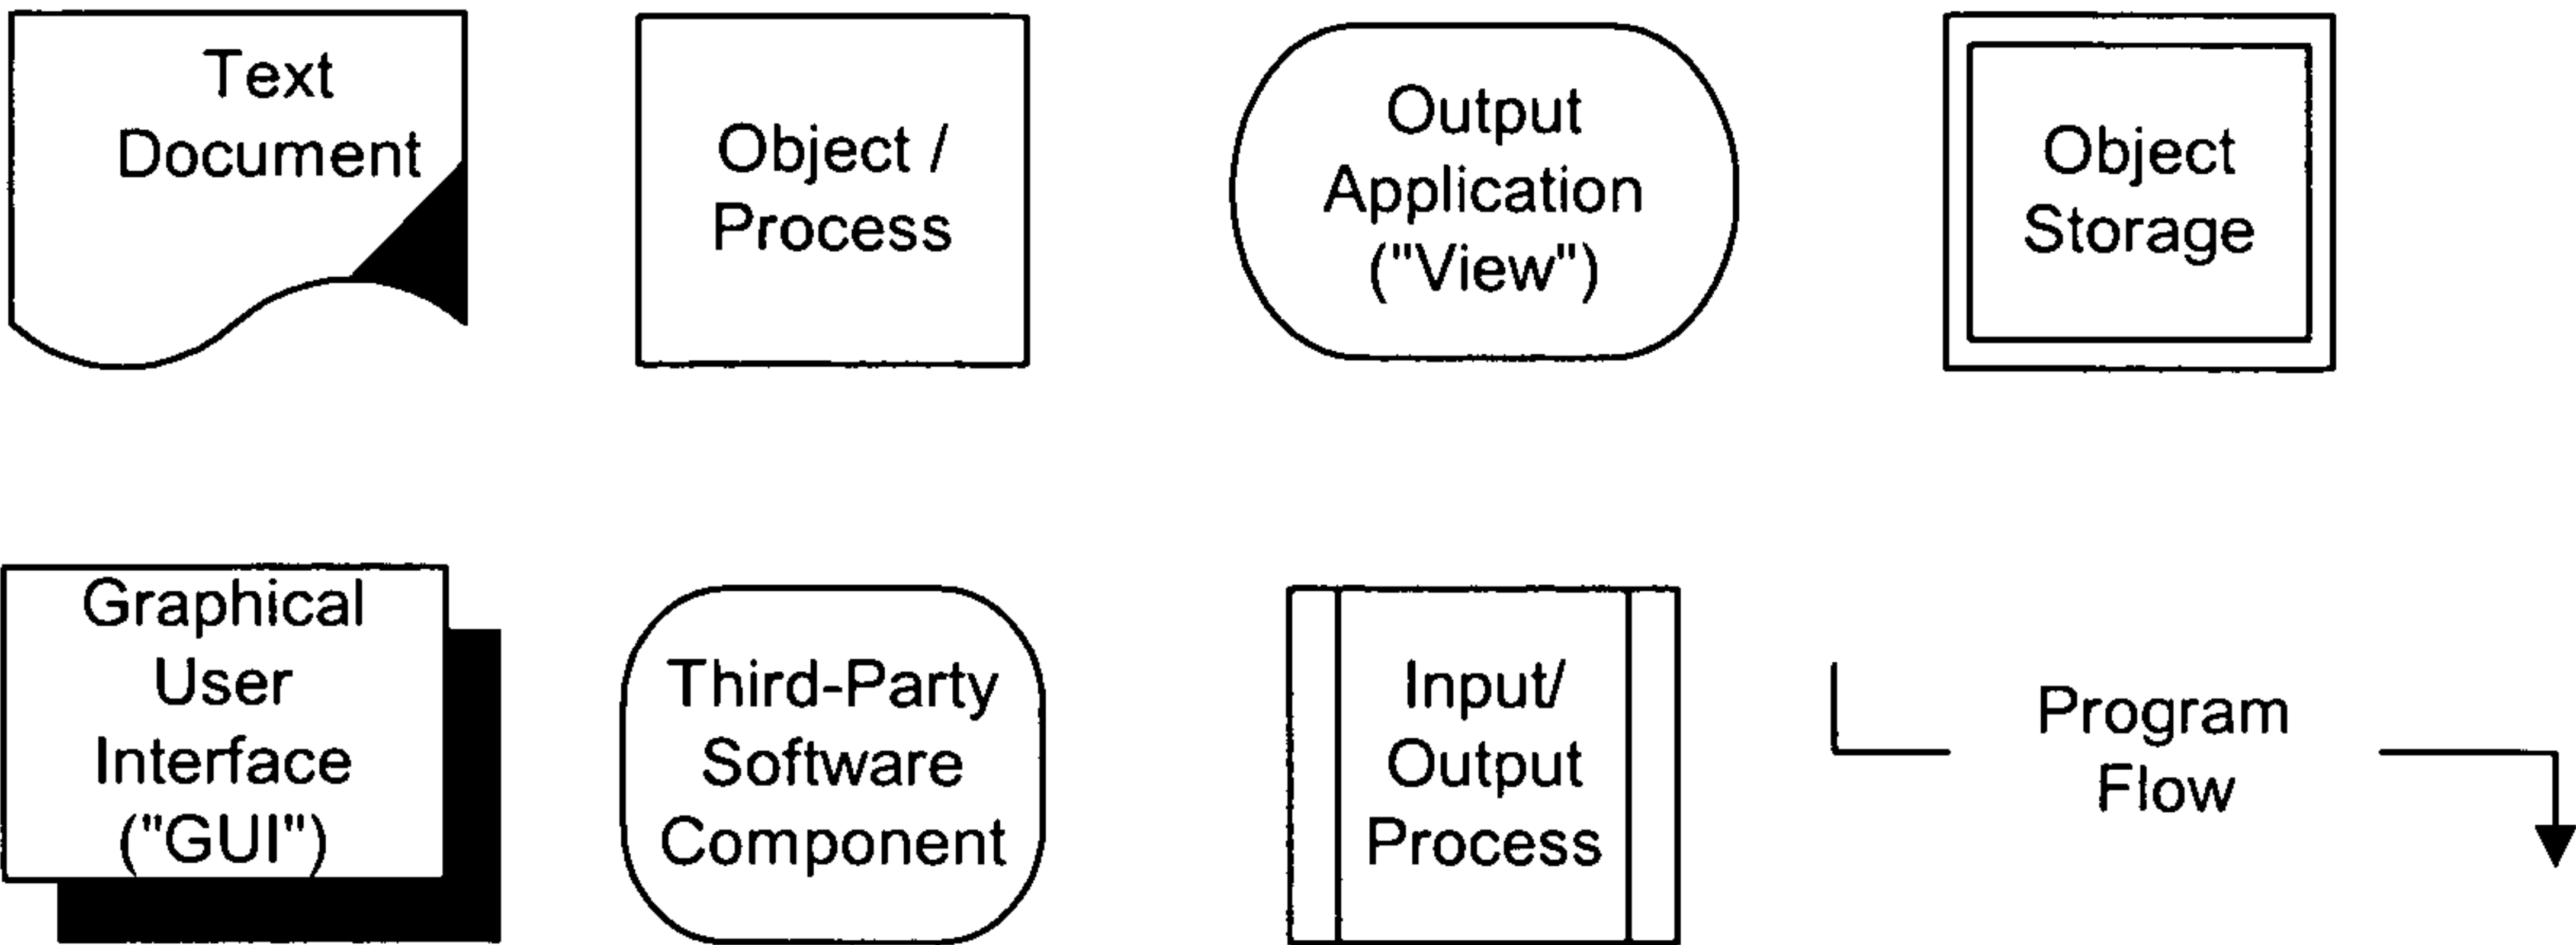 Text
Document
Object /
Process
Output
Application
("View")
Object
Storage
Graphical
User
Interface
("GUI")
Third-Party
Software
Component
Input/
Output
Process
Program
Flow